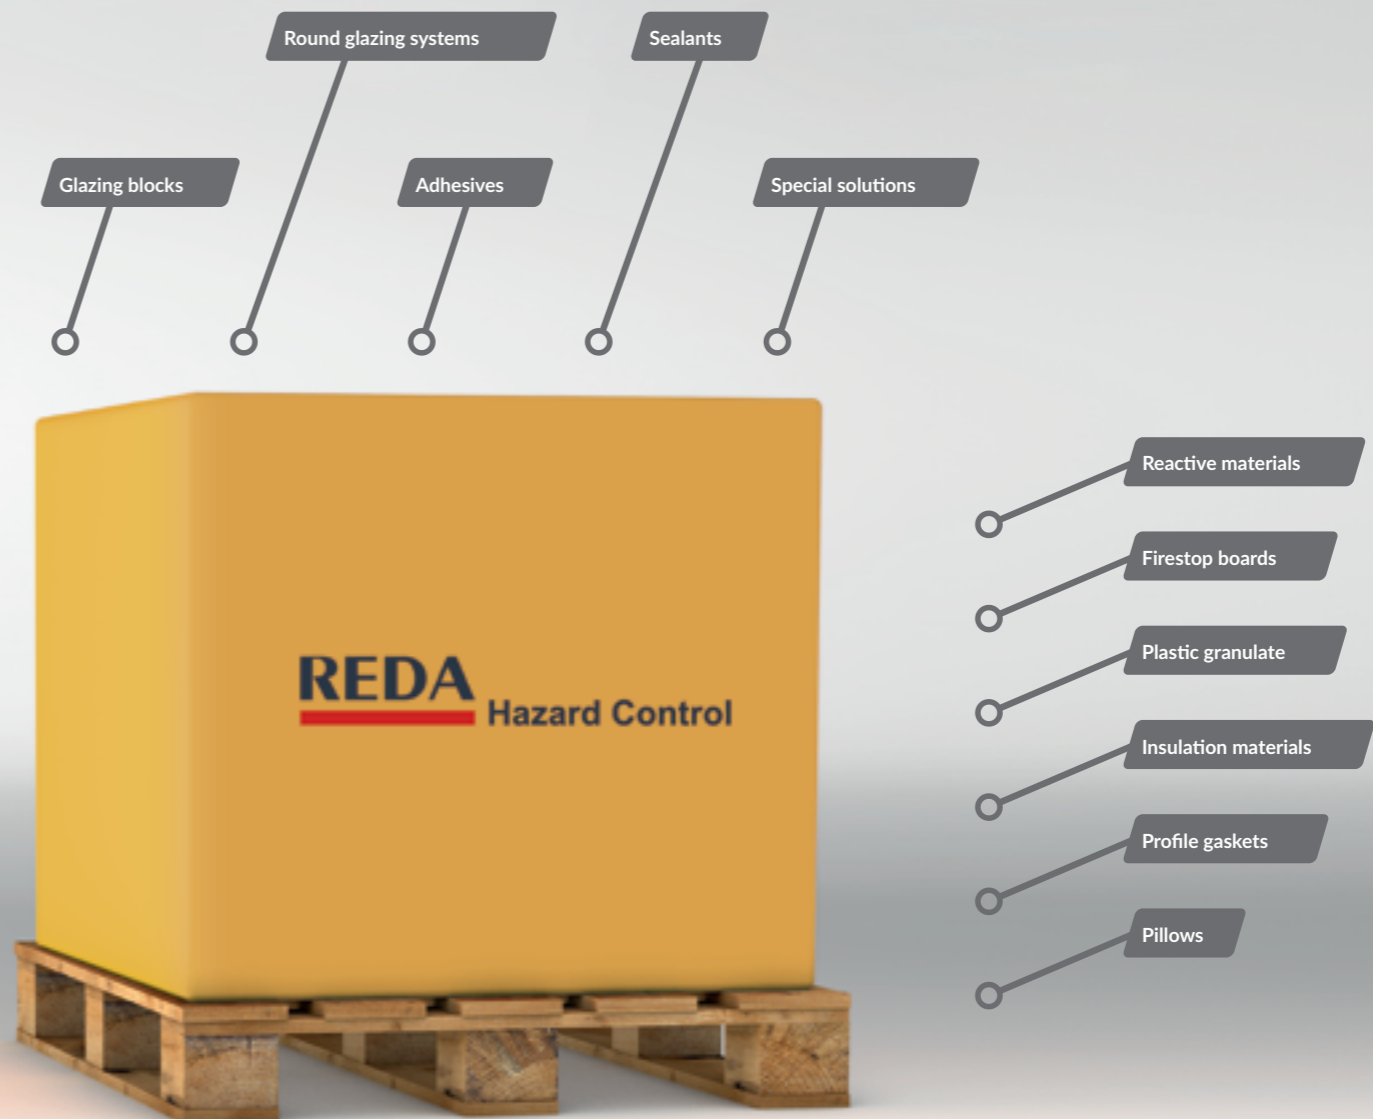 Round glazing systems
Sealants
Glazing blocks
Adhesives
Special solutions
Reactive materials
Firestop boards
Plastic granulate
Insulation materials
Profile gaskets
Pillows
REDA
Hazard Control